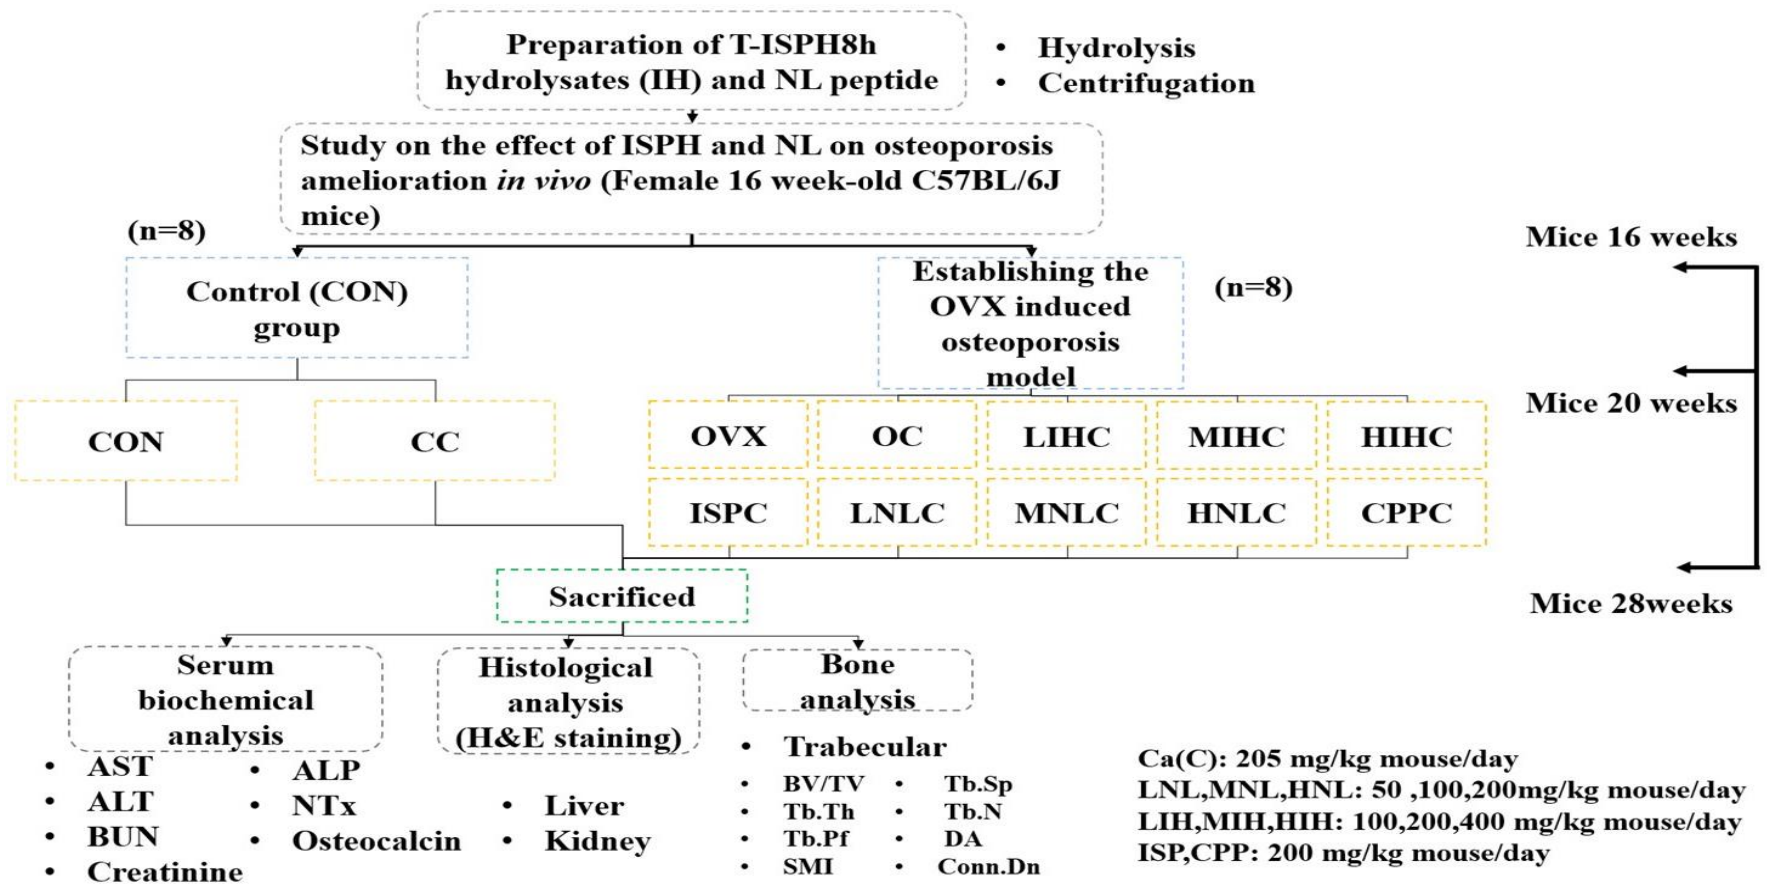 Preparation of T-ISPH8h
hydrolysates (IH) and NL peptide
• Hydrolysis
• Centrifugation
Study on the effect of ISPH and NL on osteoporosis
amelioration in vivo (Female 16 week-old C57BL/6J
mice)
(n=8)
Control (CON)
group
Establishing the
OVX induced
osteoporosis
model
(n=8)
Mice 16 weeks
Mice 20 weeks
Mice 28weeks
CON
CC
OVX
OC
LIHC
MIHC
HIHC
ISPC
LNLC
MNLC
HNLC
CPPC
Sacrificed
Serum
biochemical
analysis
• AST
• ALT
• BUN
• Creatinine
• ALP
• NTx
• Osteocalcin
Histological
analysis
(H&E staining)
• Liver
• Kidney
Bone
analysis
• Trabecular
• BV/TV
• Tb.Th
• Tb.Pf
• SMI
• Tb.Sp
• Tb.N
• DA
• Conn.Dn
Ca(C): 205 mg/kg mouse/day
LNL,MNL,HNL: 50 ,100,200mg/kg mouse/day
LIH,MIH,HIH: 100,200,400 mg/kg mouse/day
ISP,CPP: 200 mg/kg mouse/day